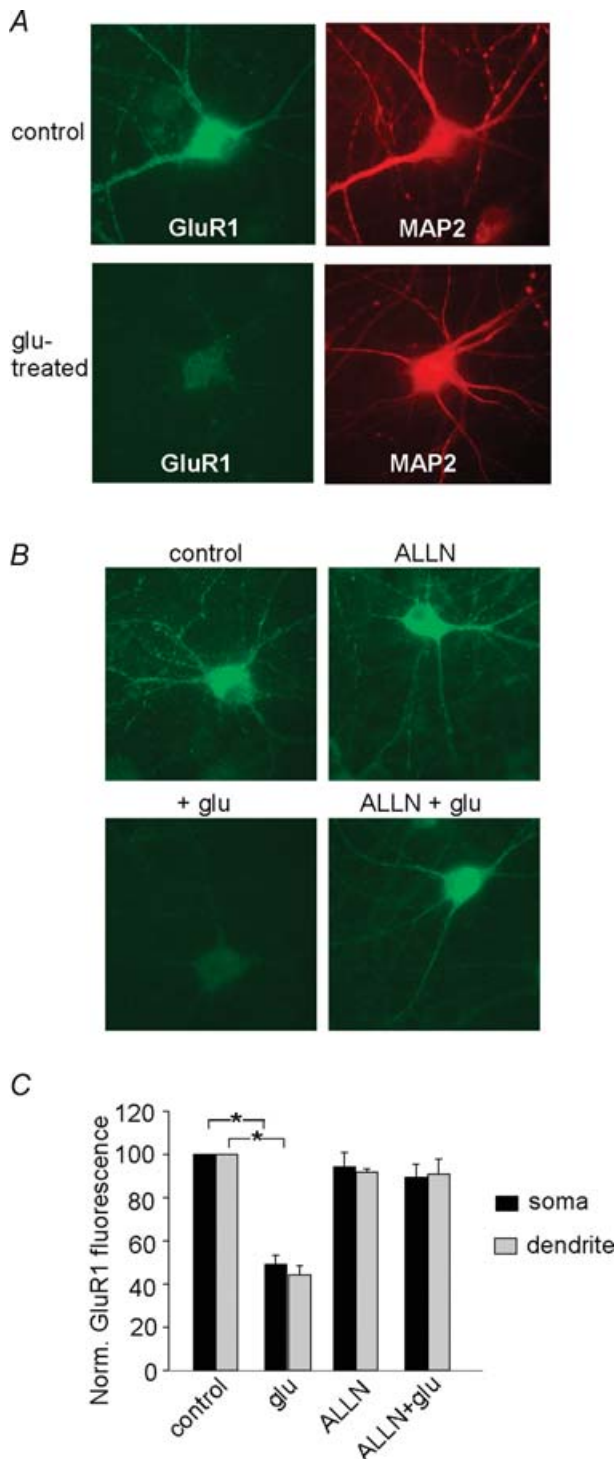 A
control
GluR1 MAP2
glu-
treated
GluR1 MAP2
B
control ALLN
+ glu ALLN + glu
C
Norm. GluR1 fluorescence
120
100
80
60
40
20
0
* *
control glu ALLN ALLN+glu
soma
dendrite